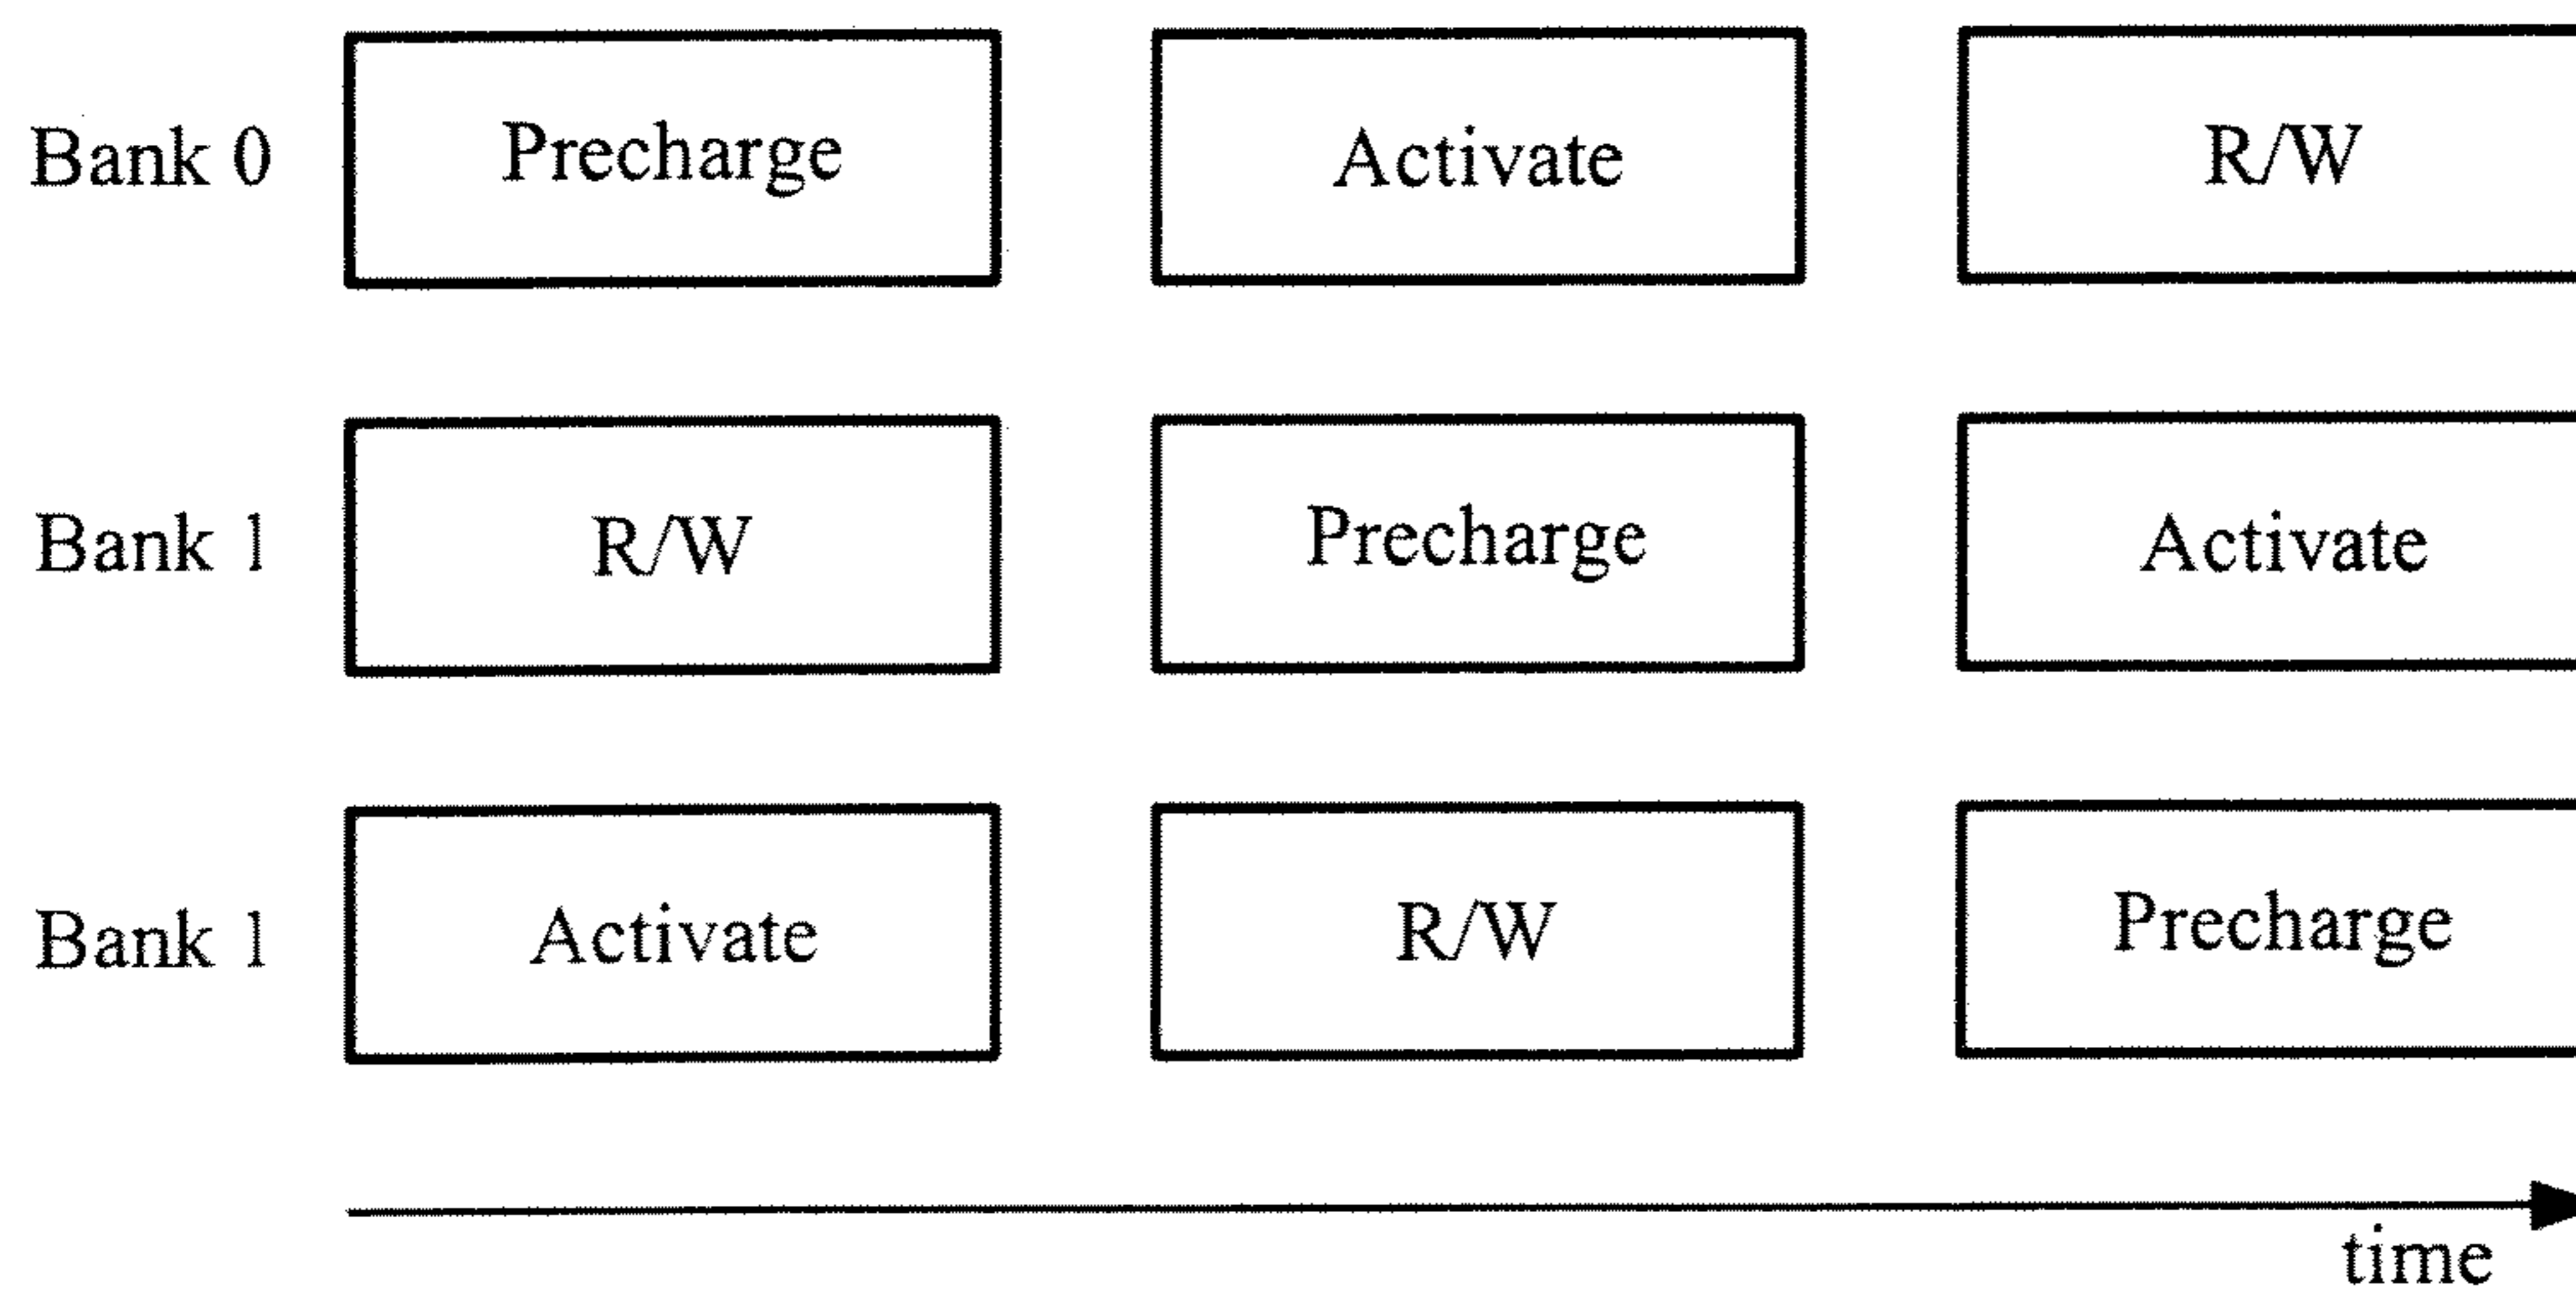 Bank 0 Precharge Activate R/W
Bank 1 R/W Precharge Activate
Bank 1 Activate R/W Precharge
time